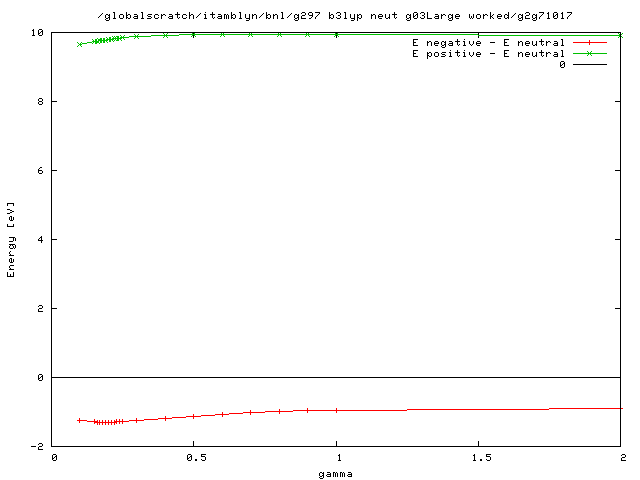 /globalscratch/itamblyn/bnl/g297 b3lyp neut g03Large worked/g2g71017
E negative - E neutral
E positive - E neutral
0
10
8
6
4
2
0
-2
Energy [eV]
0 0.5 1 1.5 2
gamma